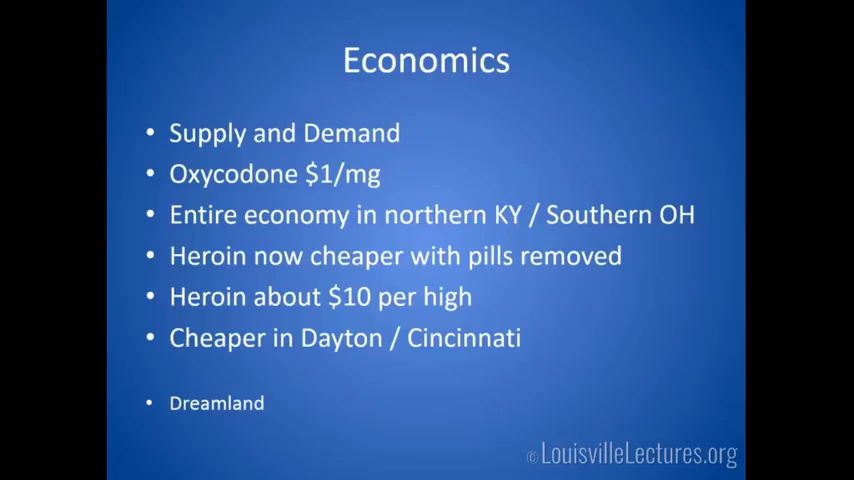 Economics
• Supply and Demand
• Oxycodone $1/mg
• Entire economy in northern KY / Southern OH
• Heroin now cheaper with pills removed
• Heroin about $10 per high
• Cheaper in Dayton / Cincinnati
• Dreamland
© LouisvilleLectures.org